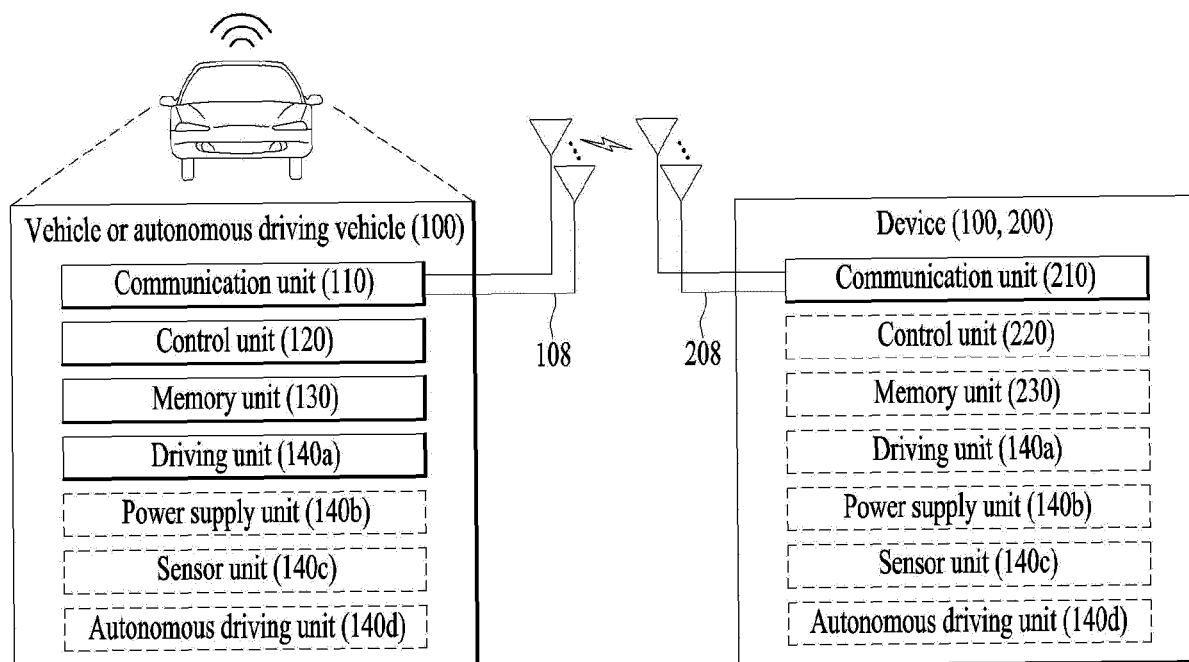 Vehicle or autonomous driving vehicle (100)
Communication unit (110)
Control unit (120)
Memory unit (130)
Driving unit (140a)
Power supply unit (140b)
Sensor unit (140c)
Autonomous driving unit (140d)
108
208
Device (100, 200)
Communication unit (210)
Control unit (220)
Memory unit (230)
Driving unit (140a)
Power supply unit (140b)
Sensor unit (140c)
Autonomous driving unit (140d)